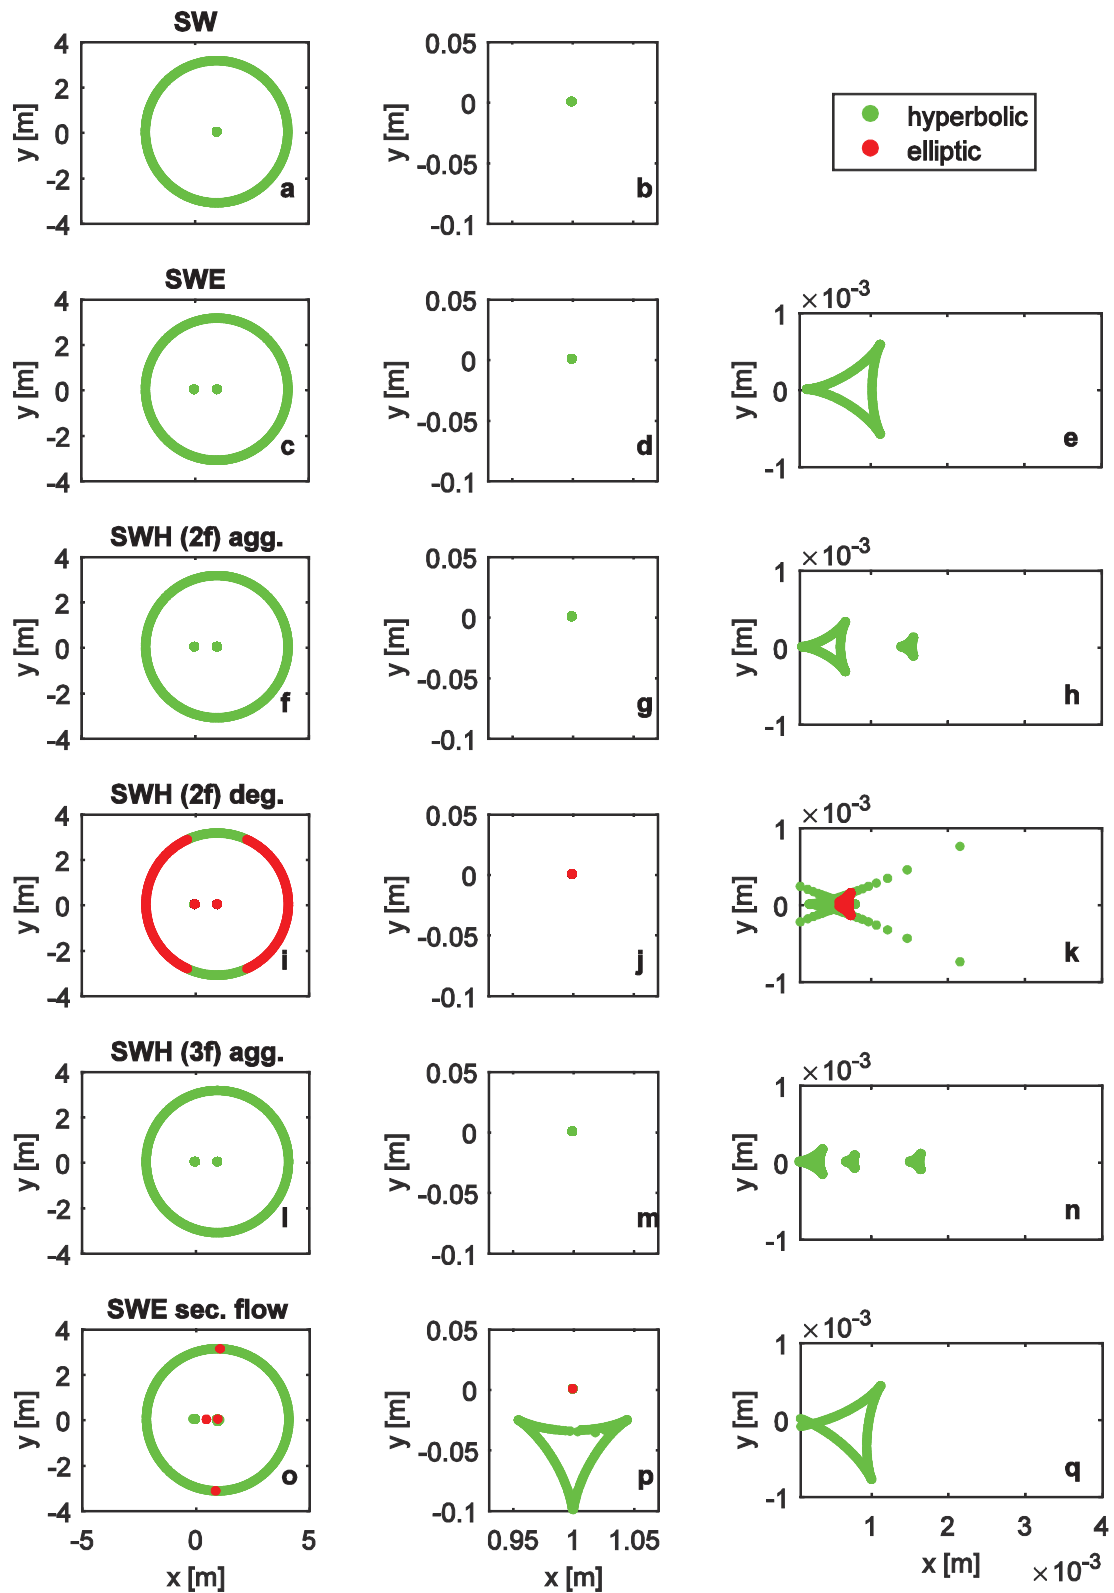 SW
4
2
0
-2
-4
y [m]
a
0.05
0
-0.05
-0.1
y [m]
b
hyperbolic
elliptic
SWE
4
2
0
-2
-4
y [m]
c
0.05
0
-0.05
-0.1
y [m]
d
×10⁻³
1
0
-1
y [m]
e
SWH (2f) agg.
4
2
0
-2
-4
y [m]
f
0.05
0
-0.05
-0.1
y [m]
g
×10⁻³
1
0
-1
y [m]
h
SWH (2f) deg.
4
2
0
-2
-4
y [m]
i
0.05
0
-0.05
-0.1
y [m]
j
×10⁻³
1
0
-1
y [m]
k
SWH (3f) agg.
4
2
0
-2
-4
y [m]
l
0.05
0
-0.05
-0.1
y [m]
m
×10⁻³
1
0
-1
y [m]
n
SWE sec. flow
4
2
0
-2
-4
y [m]
o
-5 0 5
x [m]
0.05
0
-0.05
-0.1
y [m]
p
0.95 1 1.05
x [m]
×10⁻³
1
0
-1
y [m]
q
1 2 3 4
x [m]
×10⁻³